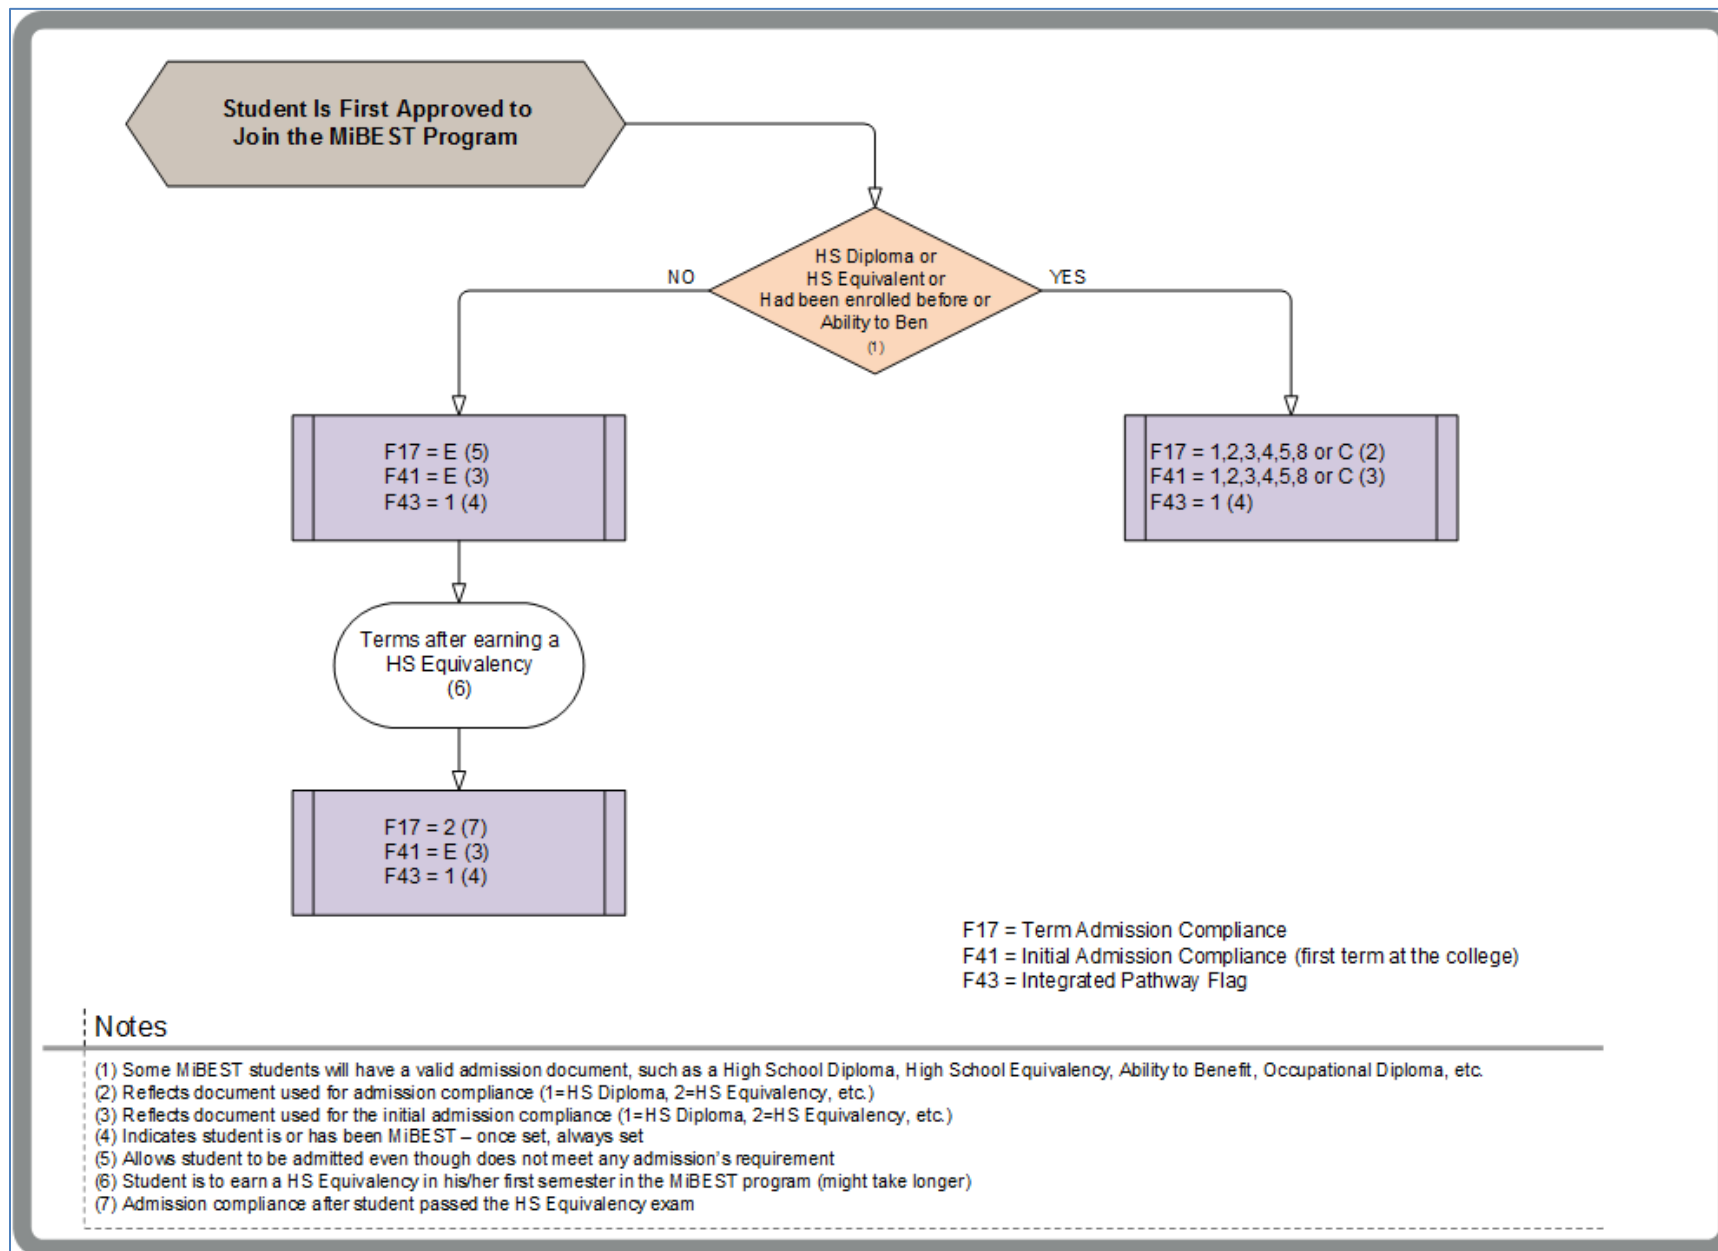 Student Is First Approved to
Join the MiBEST Program
HS Diploma or
HS Equivalent or
Had been enrolled before or
Ability to Ben
(1)
NO
YES
F17 = E (5)
F41 = E (3)
F43 = 1 (4)
F17 = 1,2,3,4,5,8 or C (2)
F41 = 1,2,3,4,5,8 or C (3)
F43 = 1 (4)
Terms after earning a
HS Equivalency
(6)
F17 = 2 (7)
F41 = E (3)
F43 = 1 (4)
F17 = Term Admission Compliance
F41 = Initial Admission Compliance (first term at the college)
F43 = Integrated Pathway Flag
Notes
(1) Some MiBEST students will have a valid admission document, such as a High School Diploma, High School Equivalency, Ability to Benefit, Occupational Diploma, etc.
(2) Reflects document used for admission compliance (1=HS Diploma, 2=HS Equivalency, etc.)
(3) Reflects document used for the initial admission compliance (1=HS Diploma, 2=HS Equivalency, etc.)
(4) Indicates student is or has been MiBEST – once set, always set
(5) Allows student to be admitted even though does not meet any admission's requirement
(6) Student is to earn a HS Equivalency in his/her first semester in the MiBEST program (might take longer)
(7) Admission compliance after student passed the HS Equivalency exam